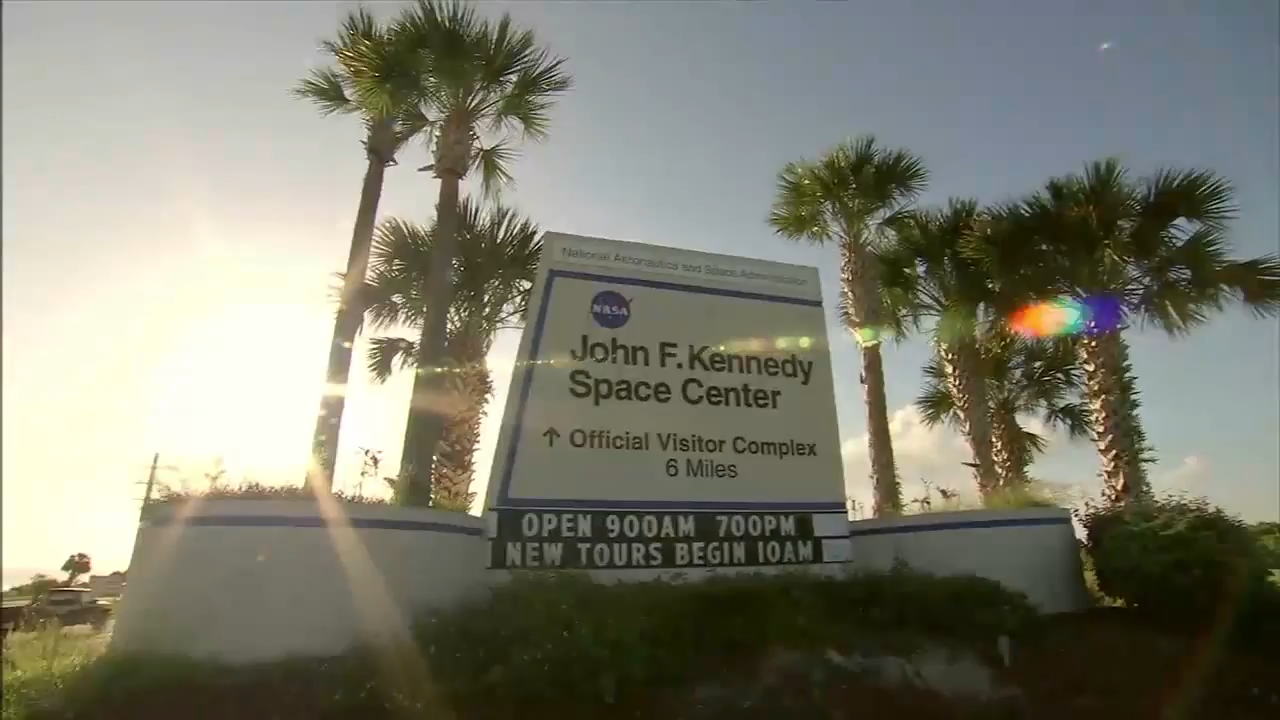 National Aeronautics and Space Administration
NASA
John F. Kennedy
Space Center
↑ Official Visitor Complex
6 Miles
OPEN 900AM 700PM
NEW TOURS BEGIN 10AM